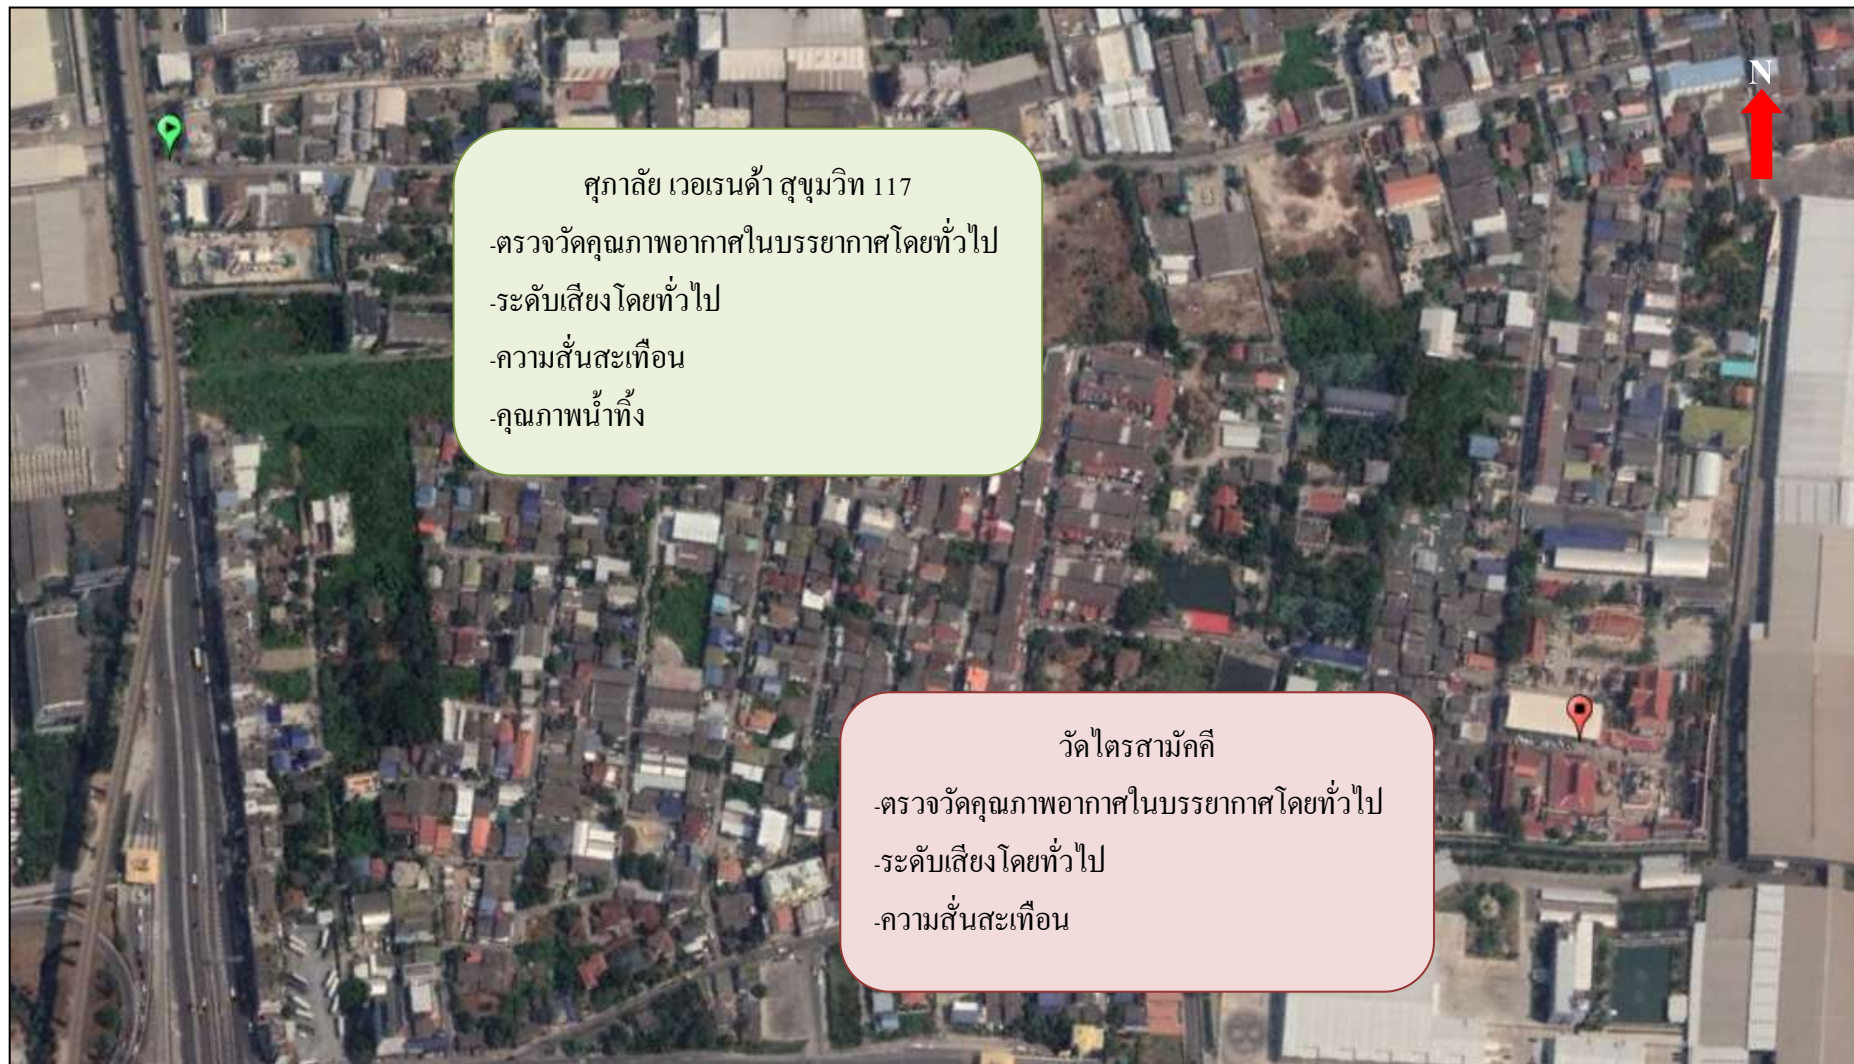 N
ศุภาลัย เวอเรนด้า สุขุมวิท 117
-ตรวจวัดคุณภาพอากาศในบรรยากาศโดยทั่วไป
-ระดับเสียงโดยทั่วไป
-ความสั่นสะเทือน
-คุณภาพน้ำทิ้ง
วัดไตรสามัคคี
-ตรวจวัดคุณภาพอากาศในบรรยากาศโดยทั่วไป
-ระดับเสียงโดยทั่วไป
-ความสั่นสะเทือน